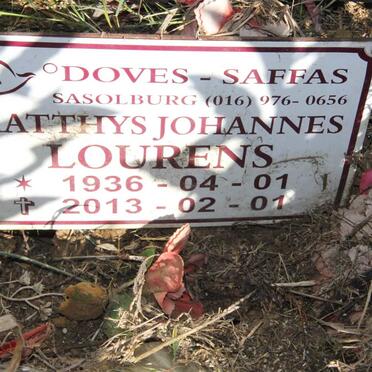 °DOVES - SAFFAS
SASOLBURG (016) 976- 0656
ATTHYS JOHANNES
LOURENS
* 1936 - 04 - 01
✝ 2013 - 02 - 01